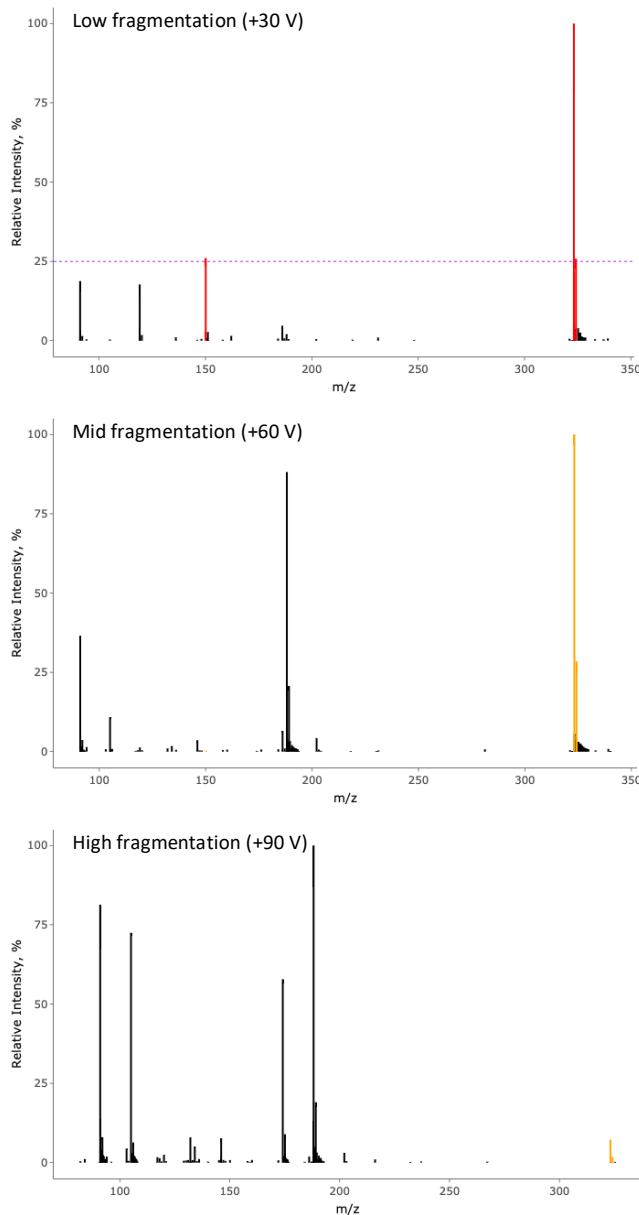 Low fragmentation (+30 V)
100
75
50
25
0
Relative Intensity, %
100 150 200 250 300 350
m/z
Mid fragmentation (+60 V)
100
75
50
25
0
Relative Intensity, %
100 150 200 250 300 350
m/z
High fragmentation (+90 V)
100
75
50
25
0
Relative Intensity, %
100 150 200 250 300
m/z